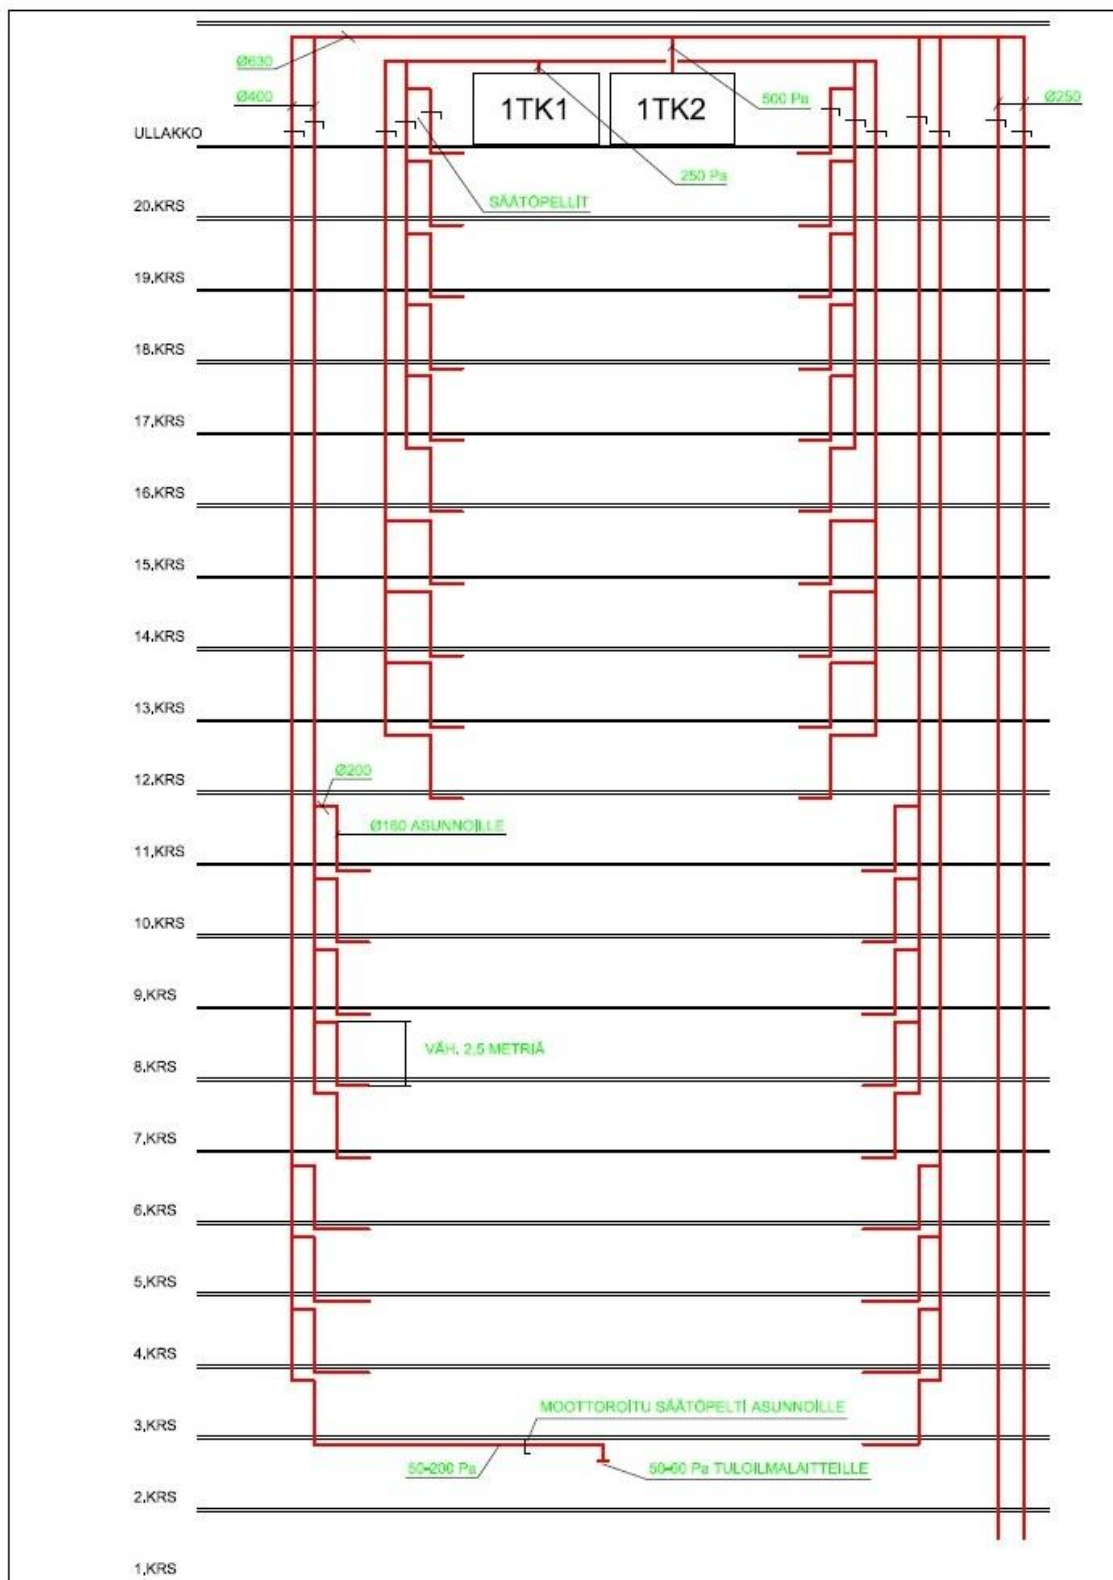 Ø630
Ø400
1TK1
1TK2
500 Pa
Ø250
ULLAKKO
250 Pa
SÄÄTÖPELLIT
20.KRS
19.KRS
18.KRS
17.KRS
16.KRS
15.KRS
14.KRS
13.KRS
12.KRS
Ø200
Ø160 ASUNNOILLE
11.KRS
10.KRS
9.KRS
VÄH. 2,5 METRIÄ
8.KRS
7.KRS
6.KRS
5.KRS
4.KRS
MOOTTOROITU SÄÄTÖPELTI ASUNNOILLE
3.KRS
50-200 Pa
50-60 Pa TULOILMALAITTEILLE
2.KRS
1.KRS